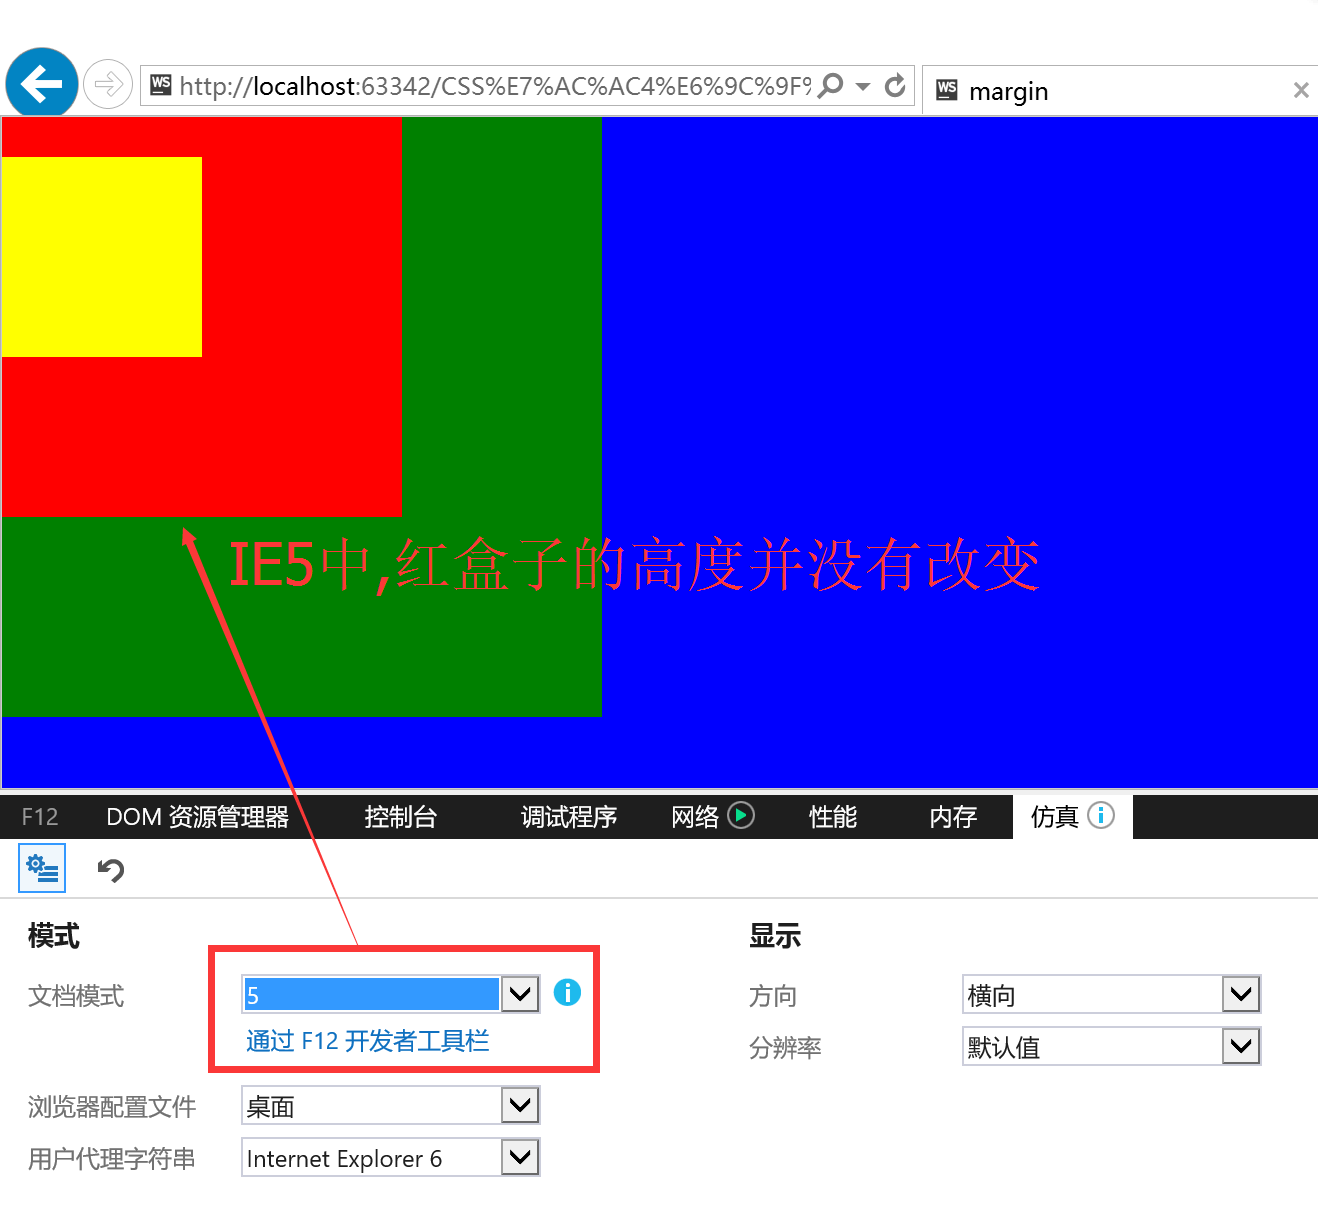 WS http://localhost:63342/CSS%E7%AC%AC4%E6%9C%9F%
WS margin
IE5中,红盒子的高度并没有改变
F12 DOM 资源管理器 控制台 调试程序 网络 性能 内存 仿真
模式 显示
文档模式 5 方向 横向
通过 F12 开发者工具栏
分辨率 默认值
浏览器配置文件 桌面
用户代理字符串 Internet Explorer 6